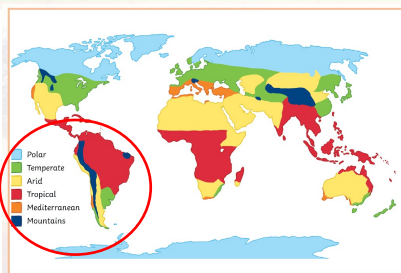 Polar
Temperate
Arid
Tropical
Mediterranean
Mountains